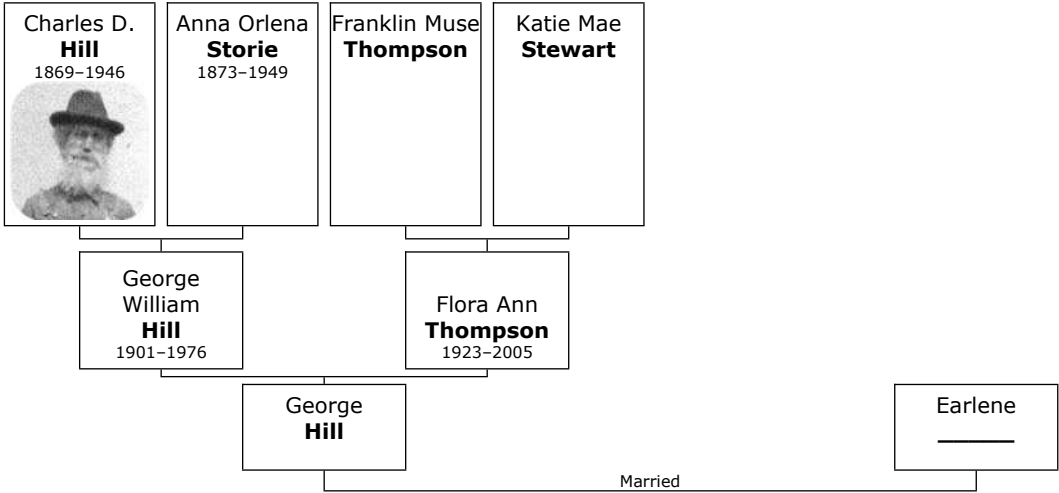 Charles D.
Hill
1869–1946
Anna Orlena
Storie
1873–1949
Franklin Muse
Thompson
Katie Mae
Stewart
George
William
Hill
1901–1976
Flora Ann
Thompson
1923–2005
George
Hill
Earlene
______
Married